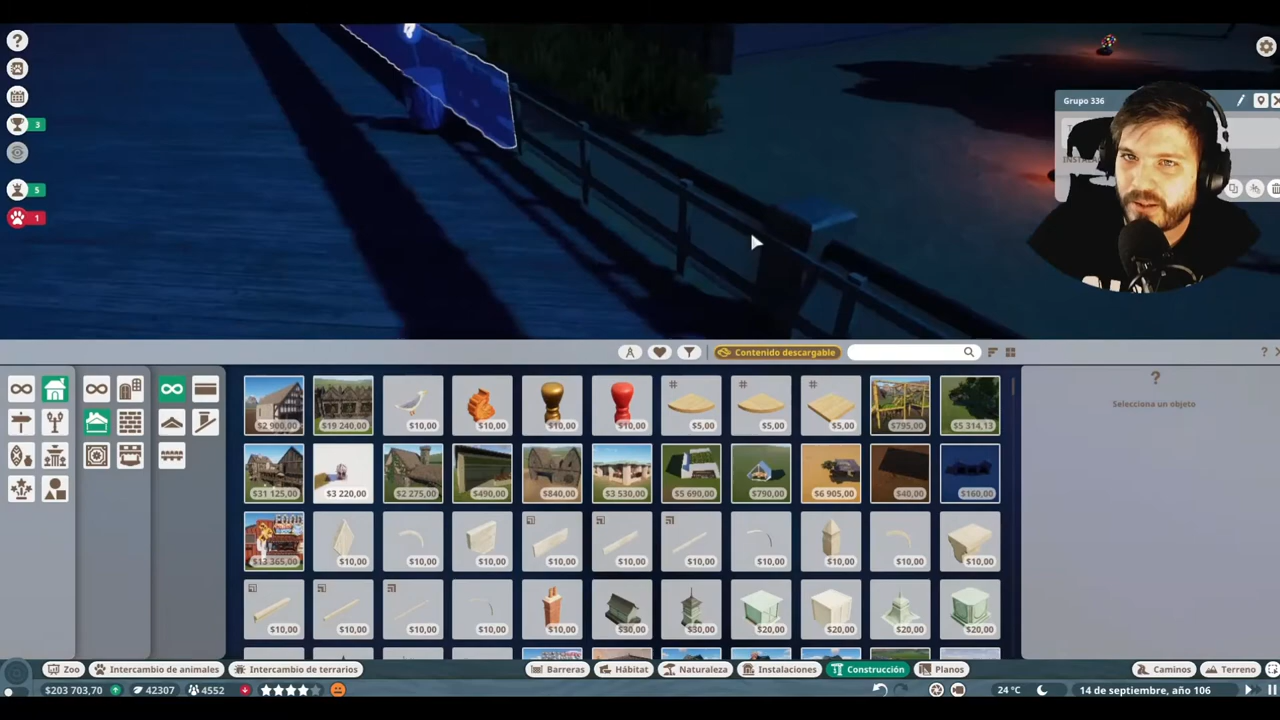 3
5
1
Grupo 336
Contenido descargable
Selecciona un objeto
$2 900,00 $19 240,00 $10,00 $10,00 $10,00 $10,00 $5,00 $5,00 $5,00 $795,00 $5 314,13
$31 125,00 $3 220,00 $2 275,00 $490,00 $840,00 $3 530,00 $5 690,00 $790,00 $6 905,00 $40,00 $160,00
$13 365,00 $10,00 $10,00 $10,00 $10,00 $10,00 $10,00 $10,00 $10,00 $10,00 $10,00
$10,00 $10,00 $10,00 $10,00 $10,00 $30,00 $30,00 $20,00 $20,00 $20,00 $20,00
Zoo Intercambio de animales Intercambio de terrarios Barreras Hábitat Naturaleza Instalaciones Construcción Planos Caminos Terreno
$203 703,70 42307 4552 24 °C 14 de septiembre, año 106